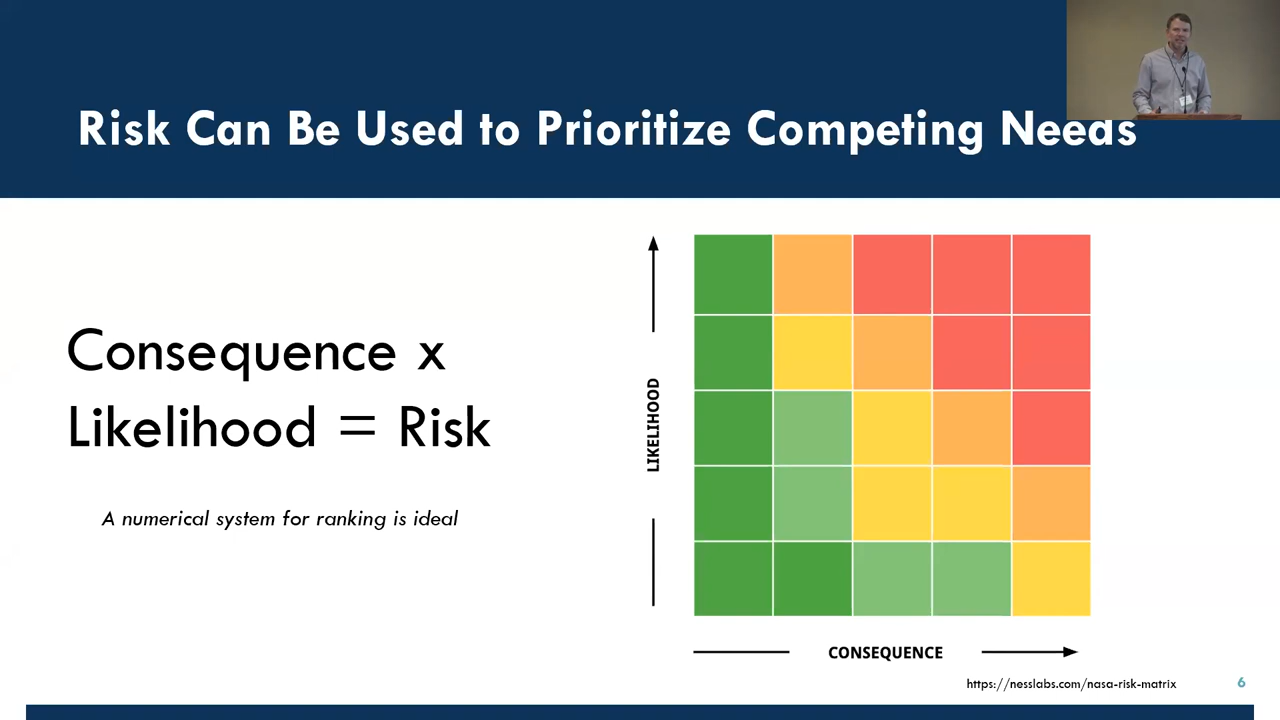 Risk Can Be Used to Prioritize Competing Needs
Consequence x
Likelihood = Risk
A numerical system for ranking is ideal
LIKELIHOOD
CONSEQUENCE
https://nesslabs.com/nasa-risk-matrix
6